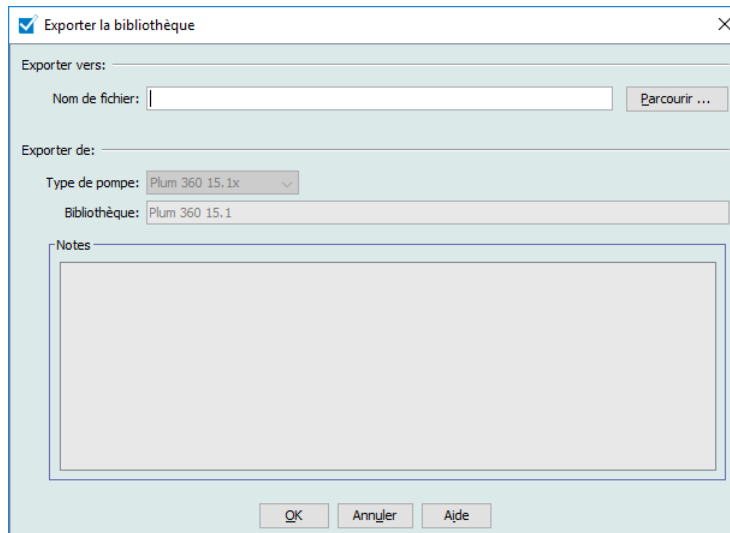 Exporter la bibliothèque
Exporter vers:
Nom de fichier:
Parcourir ...
Exporter de:
Type de pompe: Plum 360 15.1x
Bibliothèque: Plum 360 15.1
Notes
OK Annuler Aide